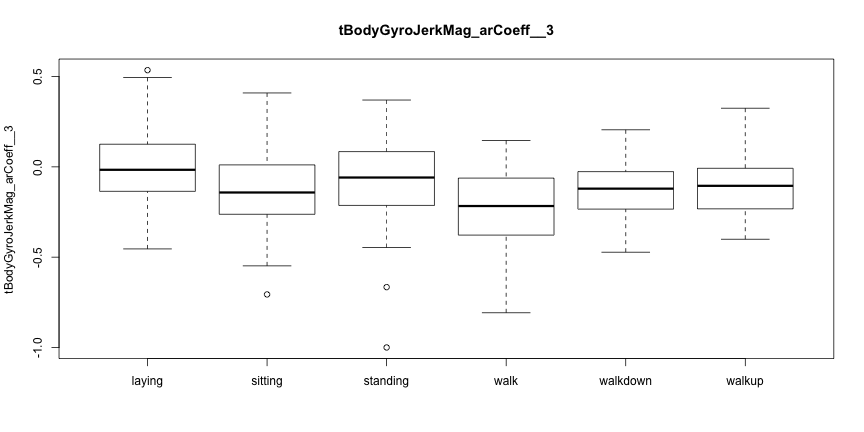 tBodyGyroJerkMag_arCoeff__3
tBodyGyroJerkMag_arCoeff__3
0.5
0.0
-0.5
-1.0
laying sitting standing walk walkdown walkup